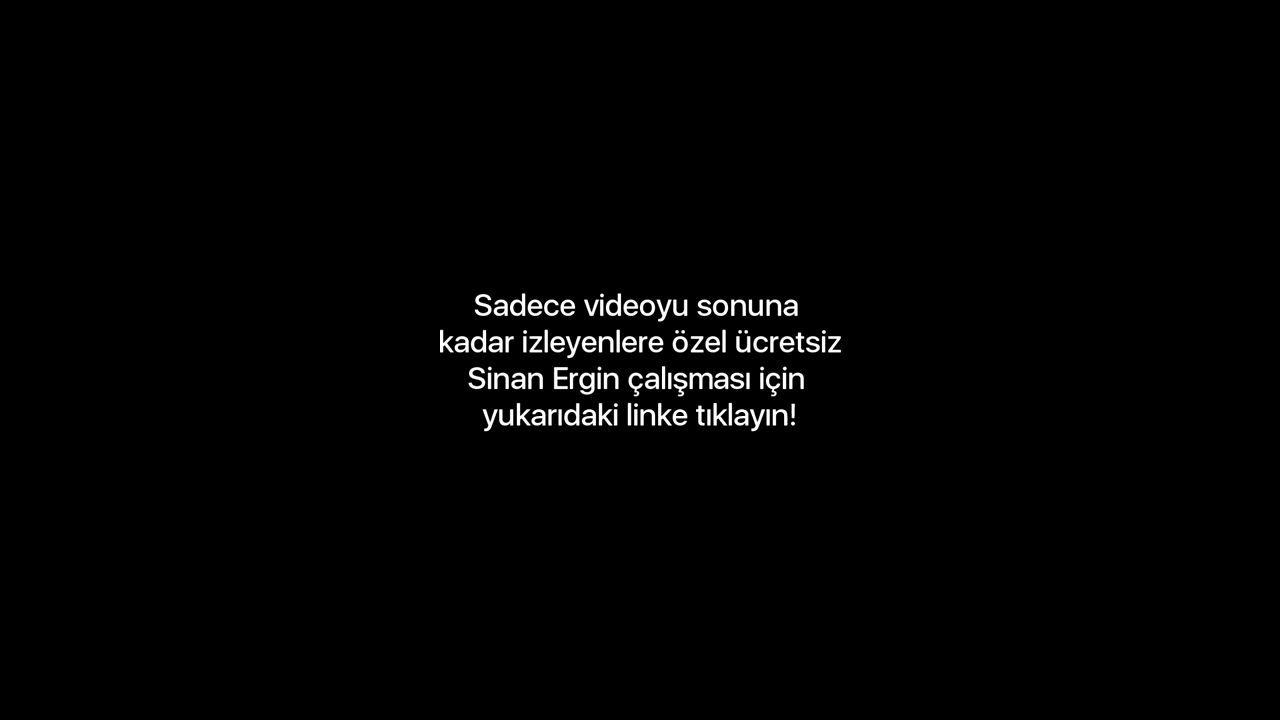 Sadece videoyu sonuna
kadar izleyenlere özel ücretsiz
Sinan Ergin çalışması için
yukarıdaki linke tıklayın!